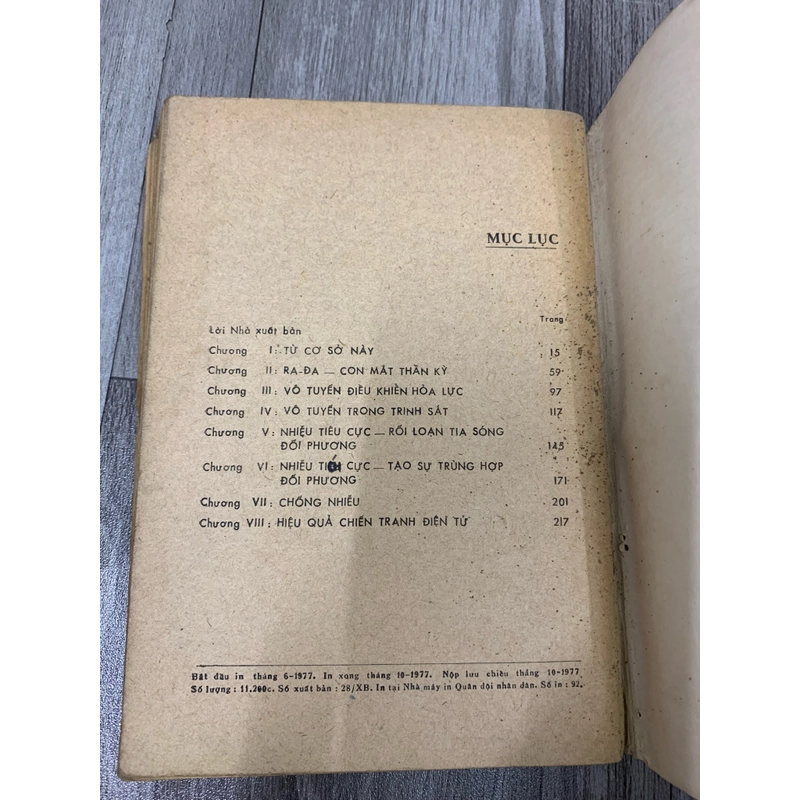 MỤC LỤC
Trang
Lời Nhà xuất bản
Chương I: TỪ CƠ SỞ NÀY 15
Chương II: RA-ĐA — CON MẮT THẦN KỲ 59
Chương III: VÔ TUYẾN ĐIỀU KHIỂN HỎA LỰC 97
Chương IV: VÔ TUYẾN TRONG TRINH SÁT 117
Chương V: NHIỆU TIÊU CỰC — RỐI LOẠN TIA SÓNG
ĐỐI PHƯƠNG 145
Chương VI: NHIỄU CỰC — TẠO SỰ TRÙNG HỢP
ĐỐI PHƯƠNG 171
Chương VII: CHỐNG NHIỄU 201
Chương VIII: HIỆU QUẢ CHIẾN TRANH ĐIỆN TỬ 217
Bắt đầu in tháng 6-1977. In xong tháng 10-1977. Nộp lưu chiểu tháng 10-1977
Số lượng: 11.200c. Số xuất bản: 28/XB. In tại Nhà máy in Quân đội nhân dân. Số in: 92.